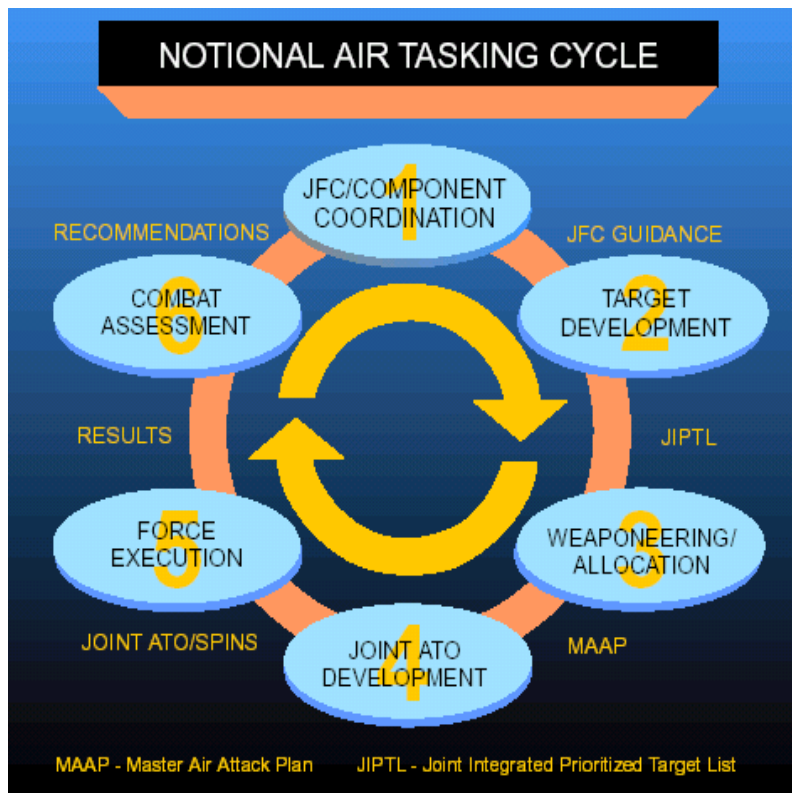 NOTIONAL AIR TASKING CYCLE
1
JFC/COMPONENT
COORDINATION
RECOMMENDATIONS
JFC GUIDANCE
6
COMBAT
ASSESSMENT
2
TARGET
DEVELOPMENT
RESULTS
JIPTL
5
FORCE
EXECUTION
3
WEAPONEERING/
ALLOCATION
JOINT ATO/SPINS
MAAP
4
JOINT ATO
DEVELOPMENT
MAAP - Master Air Attack Plan
JIPTL - Joint Integrated Prioritized Target List